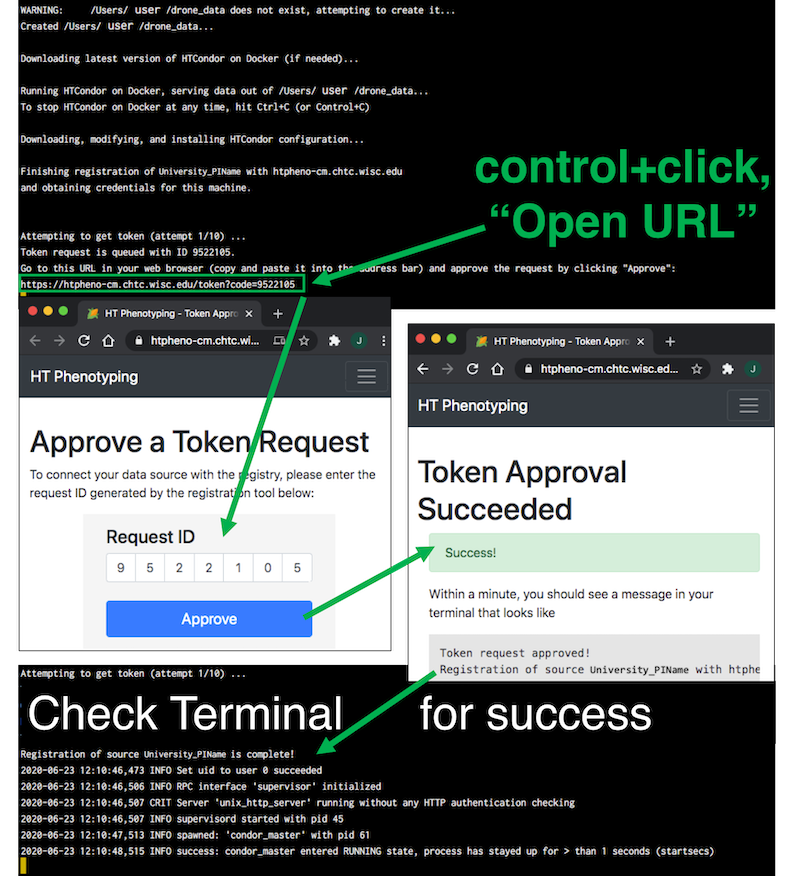 WARNING: /Users/ user /drone_data does not exist, attempting to create it...
Created /Users/ user /drone_data...
Downloading latest version of HTCondor on Docker (if needed)...
Running HTCondor on Docker, serving data out of /Users/ user /drone_data...
To stop HTCondor on Docker at any time, hit Ctrl+C (or Control+C)
Downloading, modifying, and installing HTCondor configuration...
Finishing registration of University_PIName with htpheno-cm.chtc.wisc.edu
and obtaining credentials for this machine.
control+click,
“Open URL”
Attempting to get token (attempt 1/10) ...
Token request is queued with ID 9522105.
Go to this URL in your web browser (copy and paste it into the address bar) and approve the request by clicking "Approve":
https://htpheno-cm.chtc.wisc.edu/token?code=9522105
HT Phenotyping - Token Appro
htpheno-cm.chtc.wi...
J
HT Phenotyping
Approve a Token Request
To connect your data source with the registry, please enter the
request ID generated by the registration tool below:
Request ID
9 5 2 2 1 0 5
Approve
HT Phenotyping - Token Appro
htpheno-cm.chtc.wisc.ed...
J
HT Phenotyping
Token Approval
Succeeded
Success!
Within a minute, you should see a message in your
terminal that looks like
Token request approved!
Registration of source University_PIName with htphe
Attempting to get token (attempt 1/10) ...
Check Terminal for success
Registration of source University_PIName is complete!
2020-06-23 12:10:46,473 INFO Set uid to user 0 succeeded
2020-06-23 12:10:46,506 INFO RPC interface 'supervisor' initialized
2020-06-23 12:10:46,507 CRIT Server 'unix_http_server' running without any HTTP authentication checking
2020-06-23 12:10:46,507 INFO supervisord started with pid 45
2020-06-23 12:10:47,513 INFO spawned: 'condor_master' with pid 61
2020-06-23 12:10:48,515 INFO success: condor_master entered RUNNING state, process has stayed up for > than 1 seconds (startsecs)